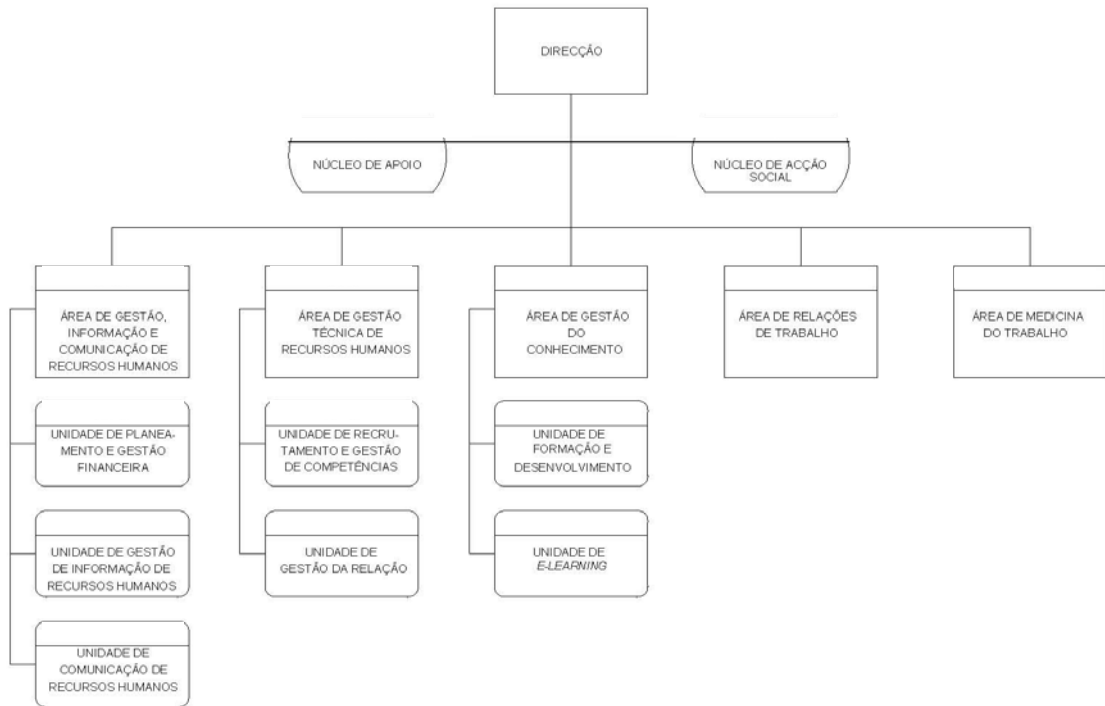 DIRECÇÃO
NÚCLEO DE APOIO
NÚCLEO DE ACÇÃO
SOCIAL
ÁREA DE GESTÃO,
INFORMAÇÃO E
COMUNICAÇÃO DE
RECURSOS HUMANOS
ÁREA DE GESTÃO
TÉCNICA DE
RECURSOS HUMANOS
ÁREA DE GESTÃO
DO
CONHECIMENTO
ÁREA DE RELAÇÕES
DE TRABALHO
ÁREA DE MEDICINA
DO TRABALHO
UNIDADE DE PLANEA-
MENTO E GESTÃO
FINANCEIRA
UNIDADE DE RECRU-
TAMENTO E GESTÃO
DE COMPETÊNCIAS
UNIDADE DE
FORMAÇÃO E
DESENVOLVIMENTO
UNIDADE DE GESTÃO
DE INFORMAÇÃO DE
RECURSOS HUMANOS
UNIDADE DE
GESTÃO DA RELAÇÃO
UNIDADE DE
E-LEARNING
UNIDADE DE
COMUNICAÇÃO DE
RECURSOS HUMANOS